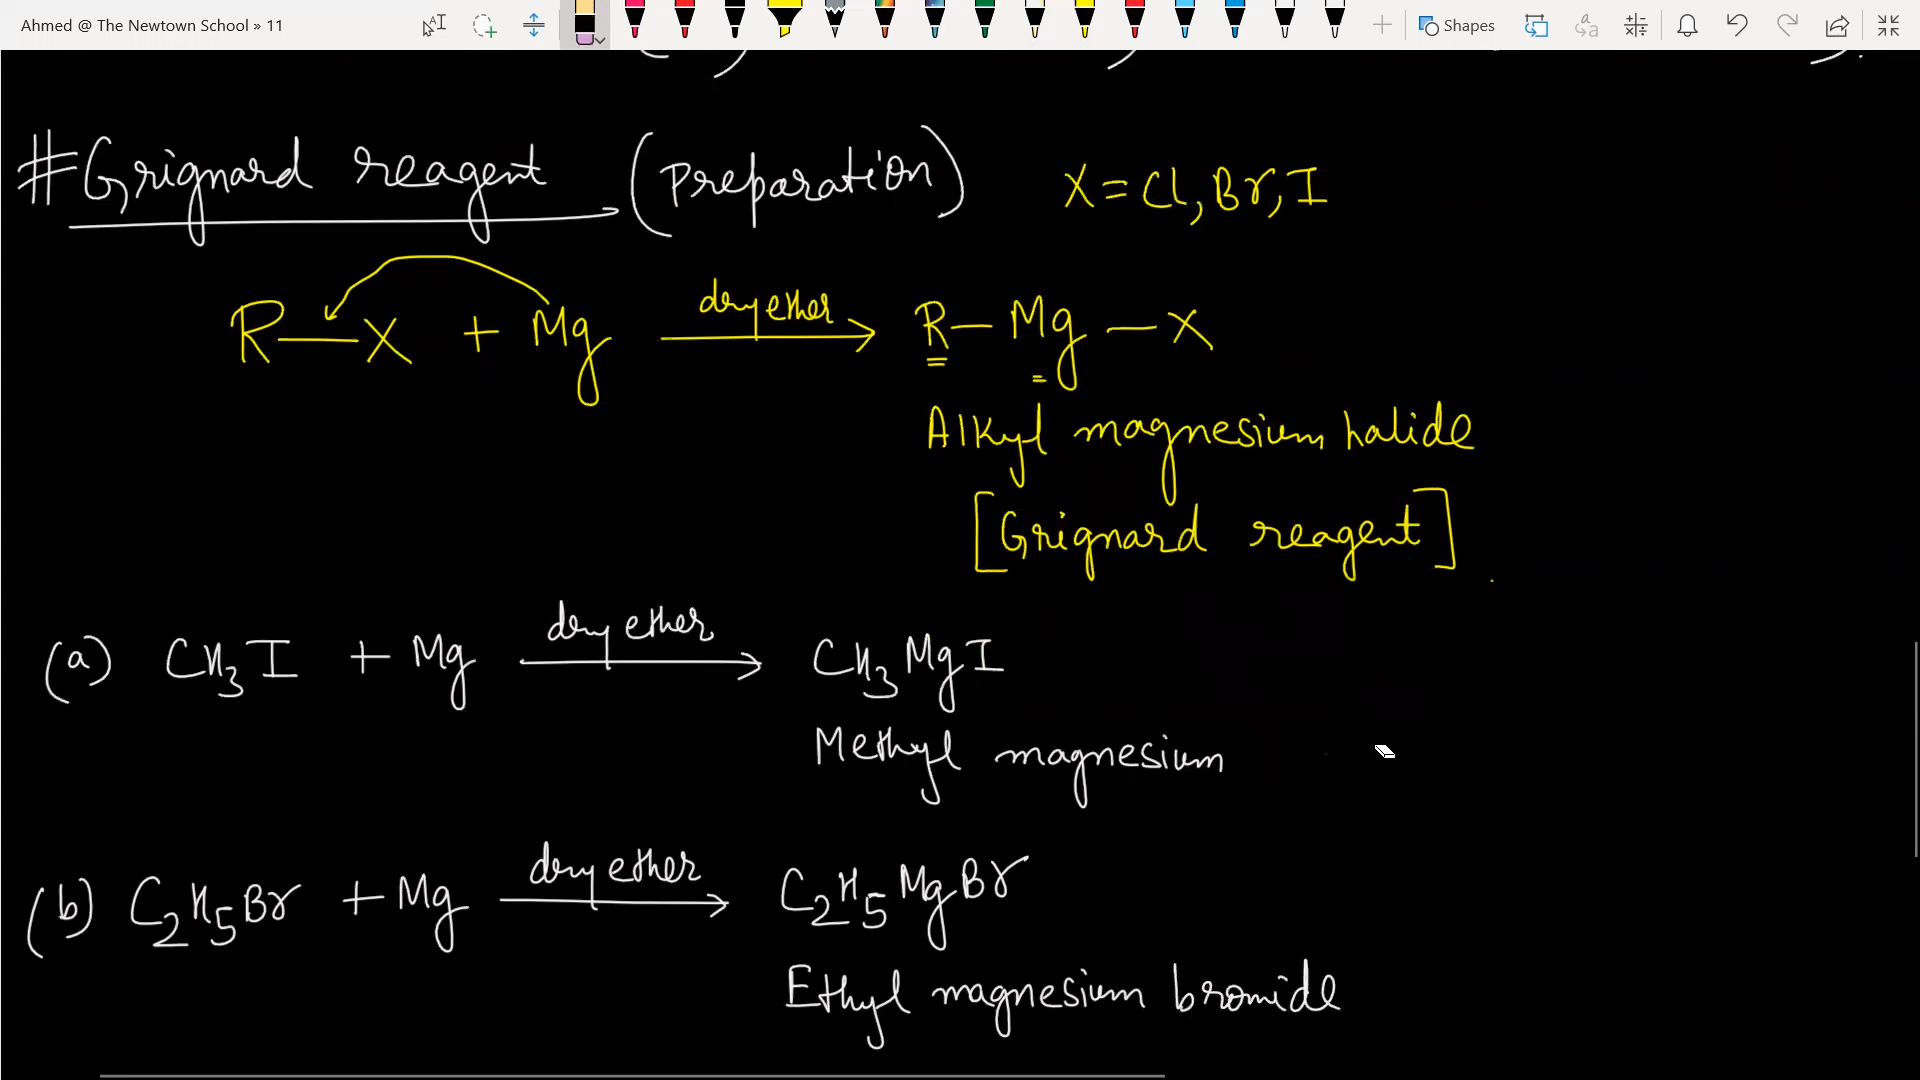 Ahmed @ The Newtown School » 11
Shapes
# Grignard reagent (Preparation) X = Cl, Br, I
R—X + Mg dry ether → R—Mg—X
Alkyl magnesium halide
[Grignard reagent]
(a) CH₃I + Mg dry ether → CH₃MgI
Methyl magnesium
(b) C₂H₅Br + Mg dry ether → C₂H₅MgBr
Ethyl magnesium bromide